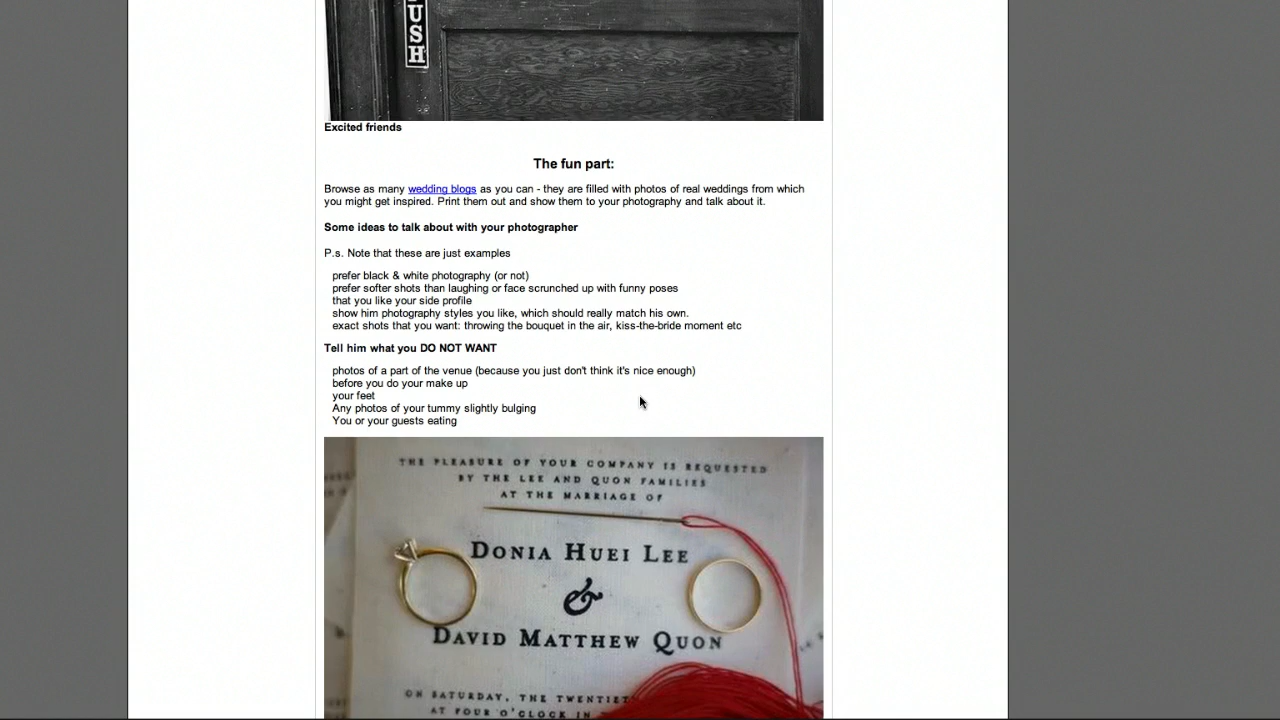 USH
Excited friends
The fun part:
Browse as many wedding blogs as you can - they are filled with photos of real weddings from which
you might get inspired. Print them out and show them to your photography and talk about it.
Some ideas to talk about with your photographer
P.s. Note that these are just examples
prefer black & white photography (or not)
prefer softer shots than laughing or face scrunched up with funny poses
that you like your side profile
show him photography styles you like, which should really match his own.
exact shots that you want: throwing the bouquet in the air, kiss-the-bride moment etc
Tell him what you DO NOT WANT
photos of a part of the venue (because you just don't think it's nice enough)
before you do your make up
your feet
Any photos of your tummy slightly bulging
You or your guests eating
THE PLEASURE OF YOUR COMPANY IS REQUESTED
BY THE LEE AND QUON FAMILIES
AT THE MARRIAGE OF
DONIA HUEI LEE
&
DAVID MATTHEW QUON
ON SATURDAY, THE TWENTIET
AT FOUR O'CLOCK IN